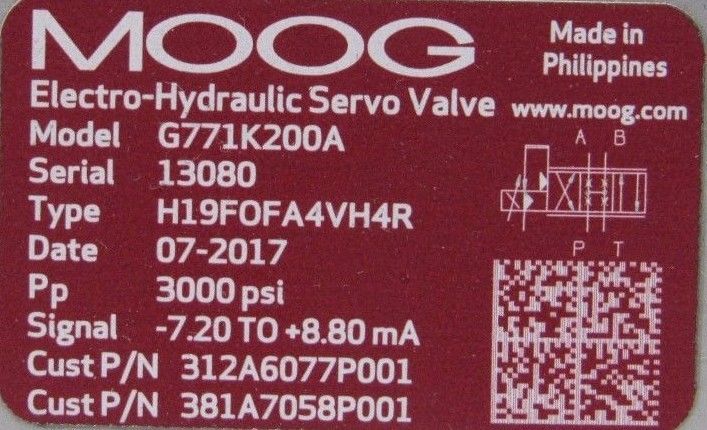 MOOG
Made in
Philippines
Electro-Hydraulic Servo Valve
www.moog.com
Model G771K200A
Serial 13080
Type H19FOFA4VH4R
Date 07-2017
Pp 3000 psi
Signal -7.20 TO +8.80 mA
Cust P/N 312A6077P001
Cust P/N 381A7058P001
A B
P T